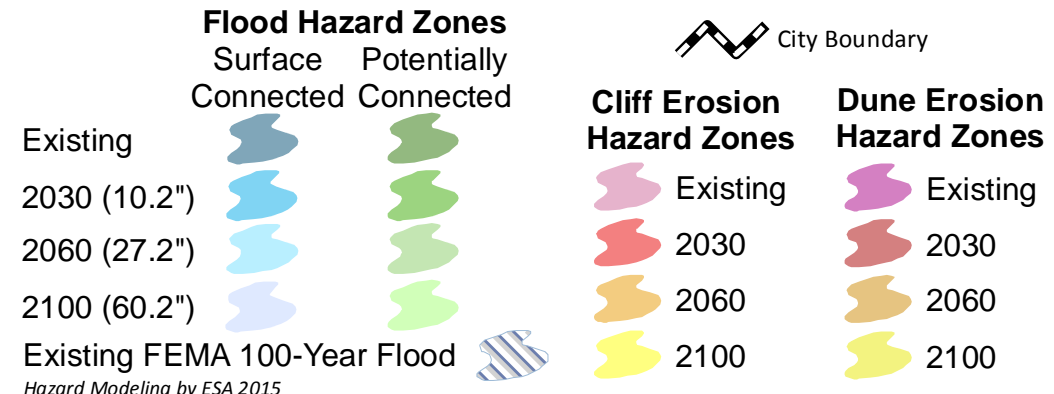 Flood Hazard Zones
Surface Connected
Potentially Connected
Existing
2030 (10.2")
2060 (27.2")
2100 (60.2")
Existing FEMA 100-Year Flood
Hazard Modeling by ESA 2015
City Boundary
Cliff Erosion
Hazard Zones
Existing
2030
2060
2100
Dune Erosion
Hazard Zones
Existing
2030
2060
2100